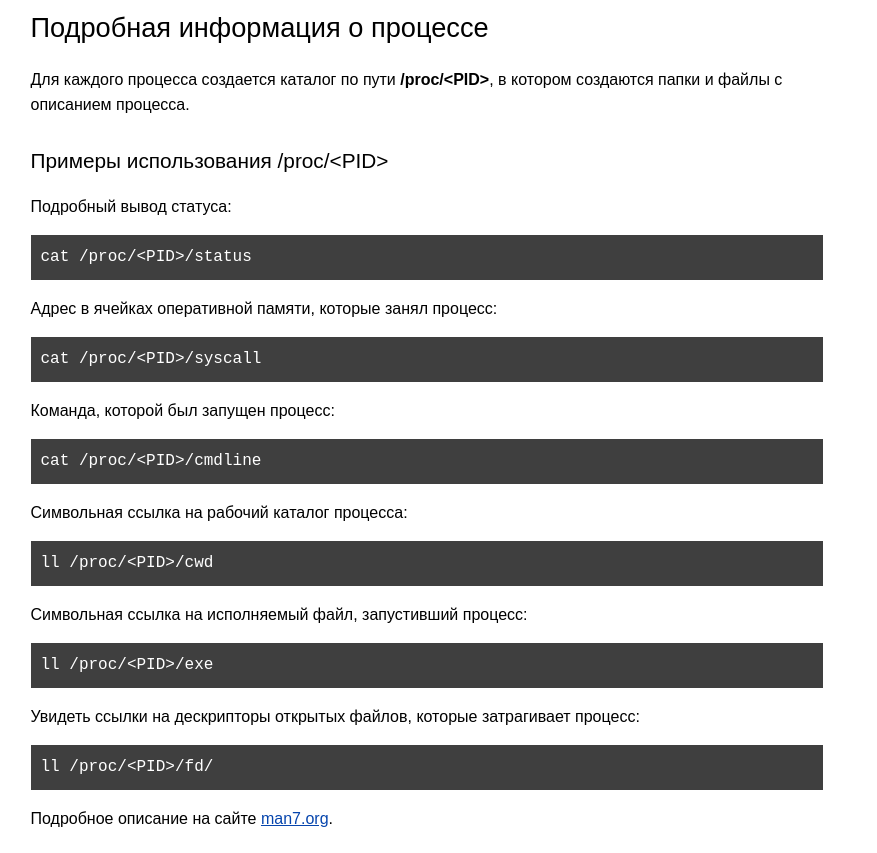 Подробная информация о процессе
Для каждого процесса создается каталог по пути /proc/<PID>, в котором создаются папки и файлы с
описанием процесса.
Примеры использования /proc/<PID>
Подробный вывод статуса:
cat /proc/<PID>/status
Адрес в ячейках оперативной памяти, которые занял процесс:
cat /proc/<PID>/syscall
Команда, которой был запущен процесс:
cat /proc/<PID>/cmdline
Символьная ссылка на рабочий каталог процесса:
ll /proc/<PID>/cwd
Символьная ссылка на исполняемый файл, запустивший процесс:
ll /proc/<PID>/exe
Увидеть ссылки на дескрипторы открытых файлов, которые затрагивает процесс:
ll /proc/<PID>/fd/
Подробное описание на сайте man7.org.